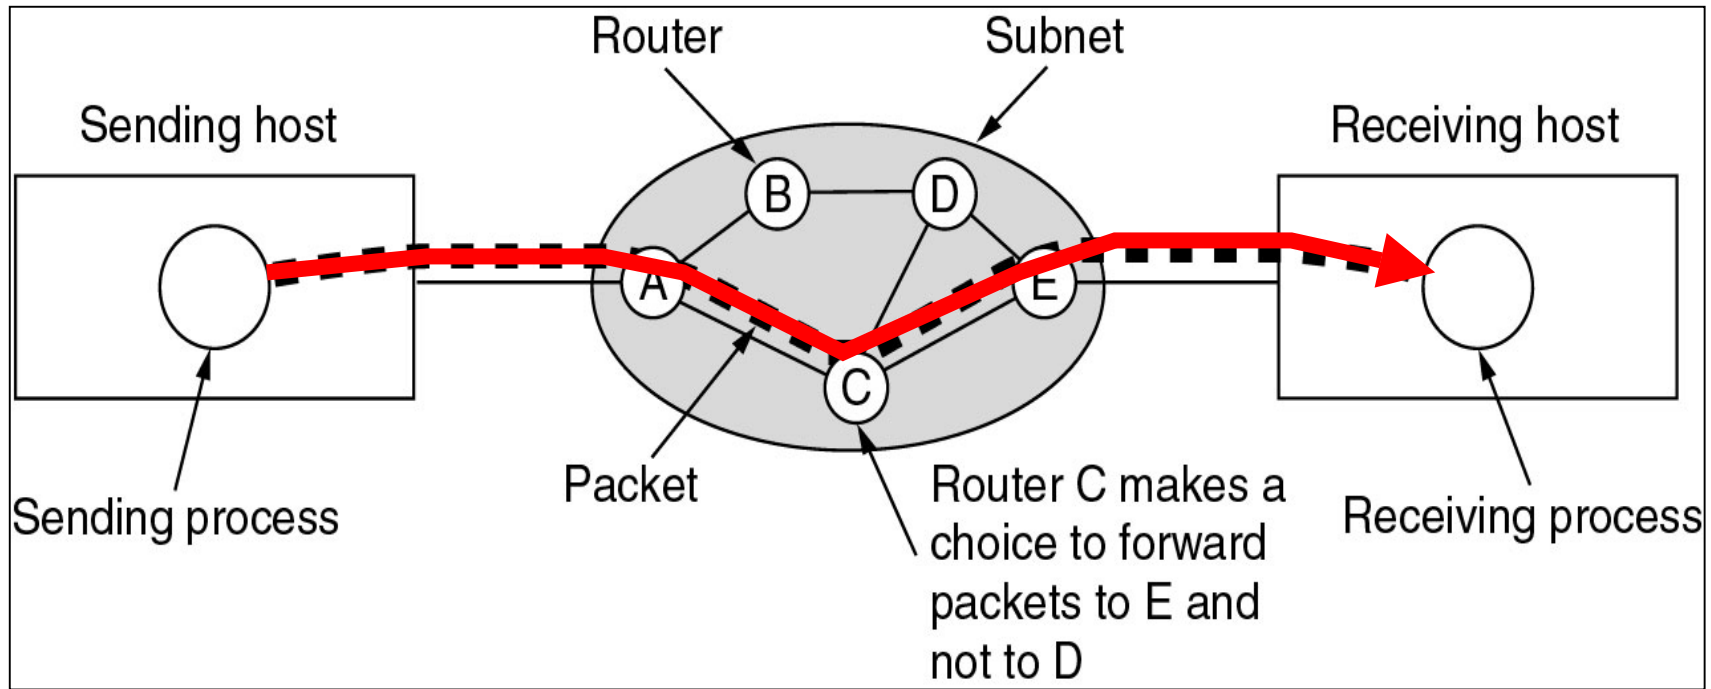 Router
Subnet
Sending host
Receiving host
B
D
A
E
C
Packet
Router C makes a
choice to forward
packets to E and
not to D
Sending process
Receiving process